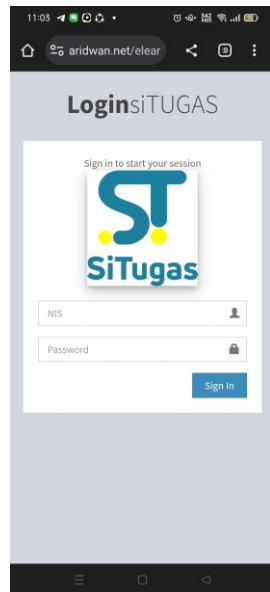 11:03
aridwan.net/elear
LoginsiTUGAS
Sign in to start your session
ST
SiTugas
NIS
Password
Sign In